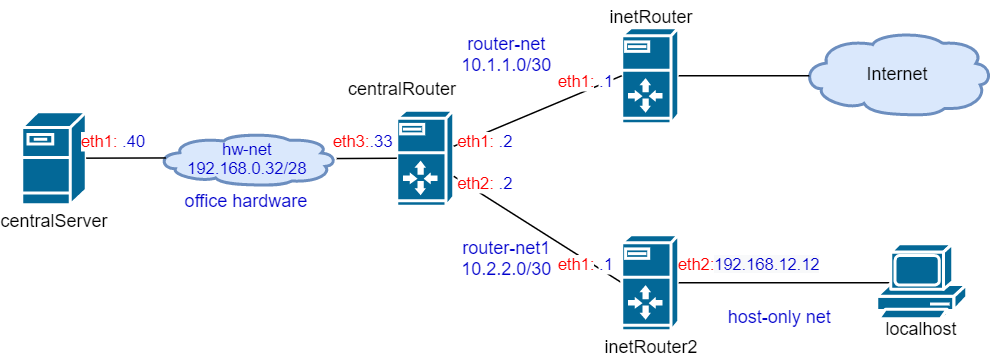 inetRouter
router-net
10.1.1.0/30
eth1: .1
Internet
centralRouter
eth1: .40
hw-net
192.168.0.32/28
office hardware
eth3: .33
eth1: .2
eth2: .2
centralServer
router-net1
10.2.2.0/30
eth1: .1
eth2:192.168.12.12
host-only net
localhost
inetRouter2